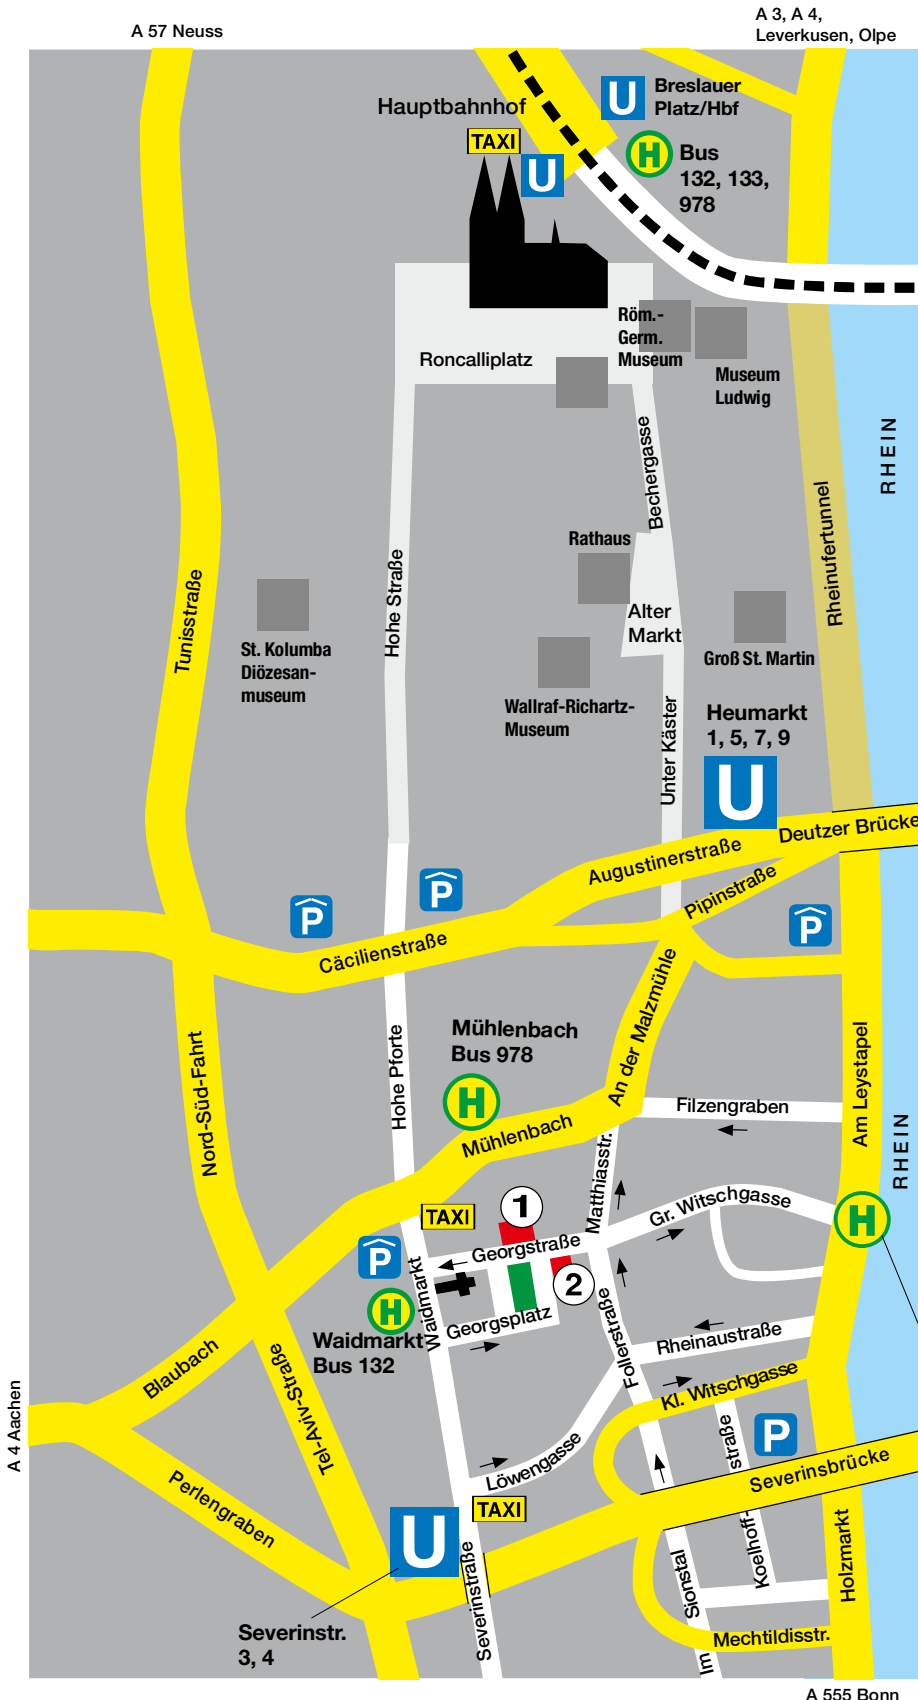 A 57 Neuss
A 3, A 4,
Leverkusen, Olpe
Hauptbahnhof
TAXI
U
U
Breslauer
Platz/Hbf
H
Bus
132, 133,
978
Roncalliplatz
Röm.-
Germ.
Museum
Museum
Ludwig
RHEIN
Bechergasse
Rheinufertunnel
Rathaus
Hohe Straße
Tunisstraße
Alter
Markt
St. Kolumba
Diözesan-
museum
Groß St. Martin
Wallraf-Richartz-
Museum
Unter Käster
Heumarkt
1, 5, 7, 9
U
Deutzer Brücke
Augustinerstraße
Pipinstraße
P
P
P
Cäcilienstraße
An der Malzmühle
Nord-Süd-Fahrt
Hohe Pforte
Mühlenbach
Bus 978
H
Mühlenbach
Filzengraben
Am Leystapel
RHEIN
Matthiasstr.
Gr. Witschgasse
H
TAXI
1
Georgstraße
2
P
Waidmarkt
H
Georgsplatz
Waidmarkt
Bus 132
Follerstraße
Rheinaustraße
Kl. Witschgasse
Blaubach
Tel-Aviv-Straße
A 4 Aachen
Perlengraben
Löwengasse
TAXI
P
Koelhoff-
straße
Severinsbrücke
U
Severinstraße
Severinstr.
3, 4
Im Sionstal
Holzmarkt
Mechtildisstr.
A 555 Bonn